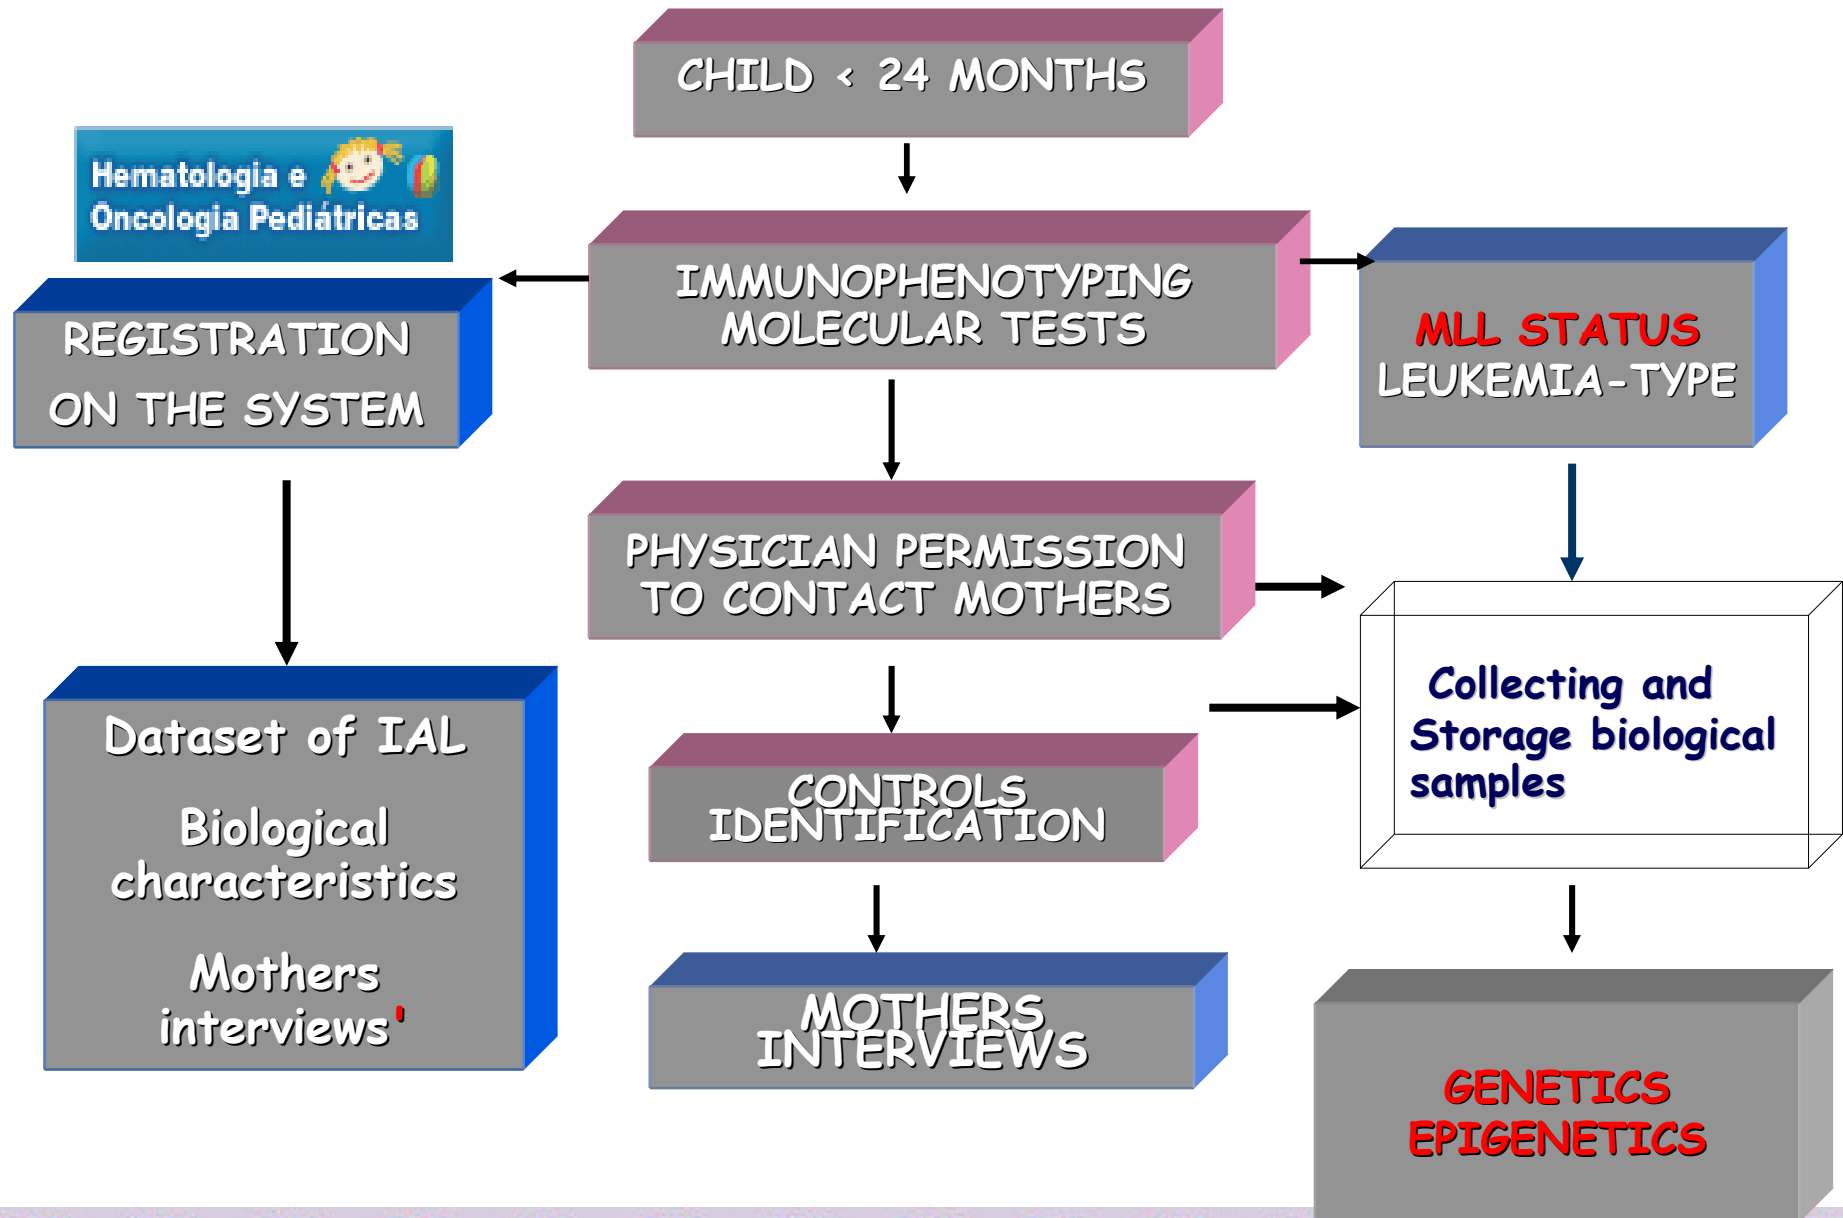 CHILD < 24 MONTHS
Hematologia e
Oncologia Pediátricas
IMMUNOPHENOTYPING
MOLECULAR TESTS
REGISTRATION
ON THE SYSTEM
MLL STATUS
LEUKEMIA-TYPE
PHYSICIAN PERMISSION
TO CONTACT MOTHERS
Collecting and
Storage biological
samples
Dataset of IAL
Biological
characteristics
Mothers
interviews'
CONTROLS
IDENTIFICATION
MOTHERS
INTERVIEWS
GENETICS
EPIGENETICS